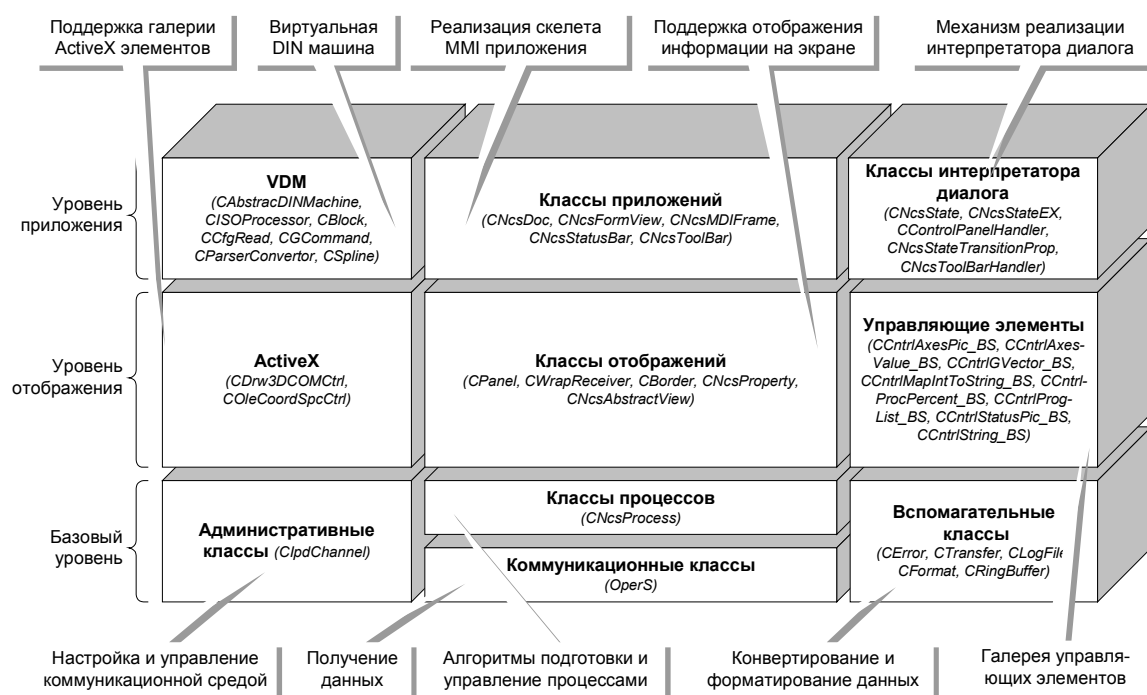 Поддержка галереи
ActiveX элементов
Виртуальная
DIN машина
Реализация скелета
MMI приложения
Поддержка отображения
информации на экране
Механизм реализации
интерпретатора диалога
Уровень
приложения
VDM
(CAbstracDINMachine,
CISOProcessor, CBlock,
CCfgRead, CGCommand,
CParserConvertor, CSpline)
Классы приложений
(CNcsDoc, CNcsFormView, CNcsMDIFrame,
CNcsStatusBar, CNcsToolBar)
Классы интерпретатора
диалога
(CNcsState, CNcsStateEX,
CControlPanelHandler,
CNcsStateTransitionProp,
CNcsToolBarHandler)
Уровень
отображения
ActiveX
(CDrw3DCOMCtrl,
COleCoordSpcCtrl)
Классы отображений
(CPanel, CWrapReceiver, CBorder, CNcsProperty,
CNcsAbstractView)
Управляющие элементы
(CCntrlAxesPic_BS, CCntrlAxes-
Value_BS, CCntrlGVector_BS,
CCntrlMapIntToString_BS, CCntrl-
ProcPercent_BS, CCntrlProg-
List_BS, CCntrlStatusPic_BS,
CCntrlString_BS)
Базовый
уровень
Административные
классы (CIpdChannel)
Классы процессов
(CNcsProcess)
Коммуникационные классы
(OperS)
Вспомагательные
классы
(CError, CTransfer, CLogFile
CFormat, CRingBuffer)
Настройка и управление
коммуникационной средой
Получение
данных
Алгоритмы подготовки и
управление процессами
Конвертирование и
форматирование данных
Галерея управля-
ющих элементов